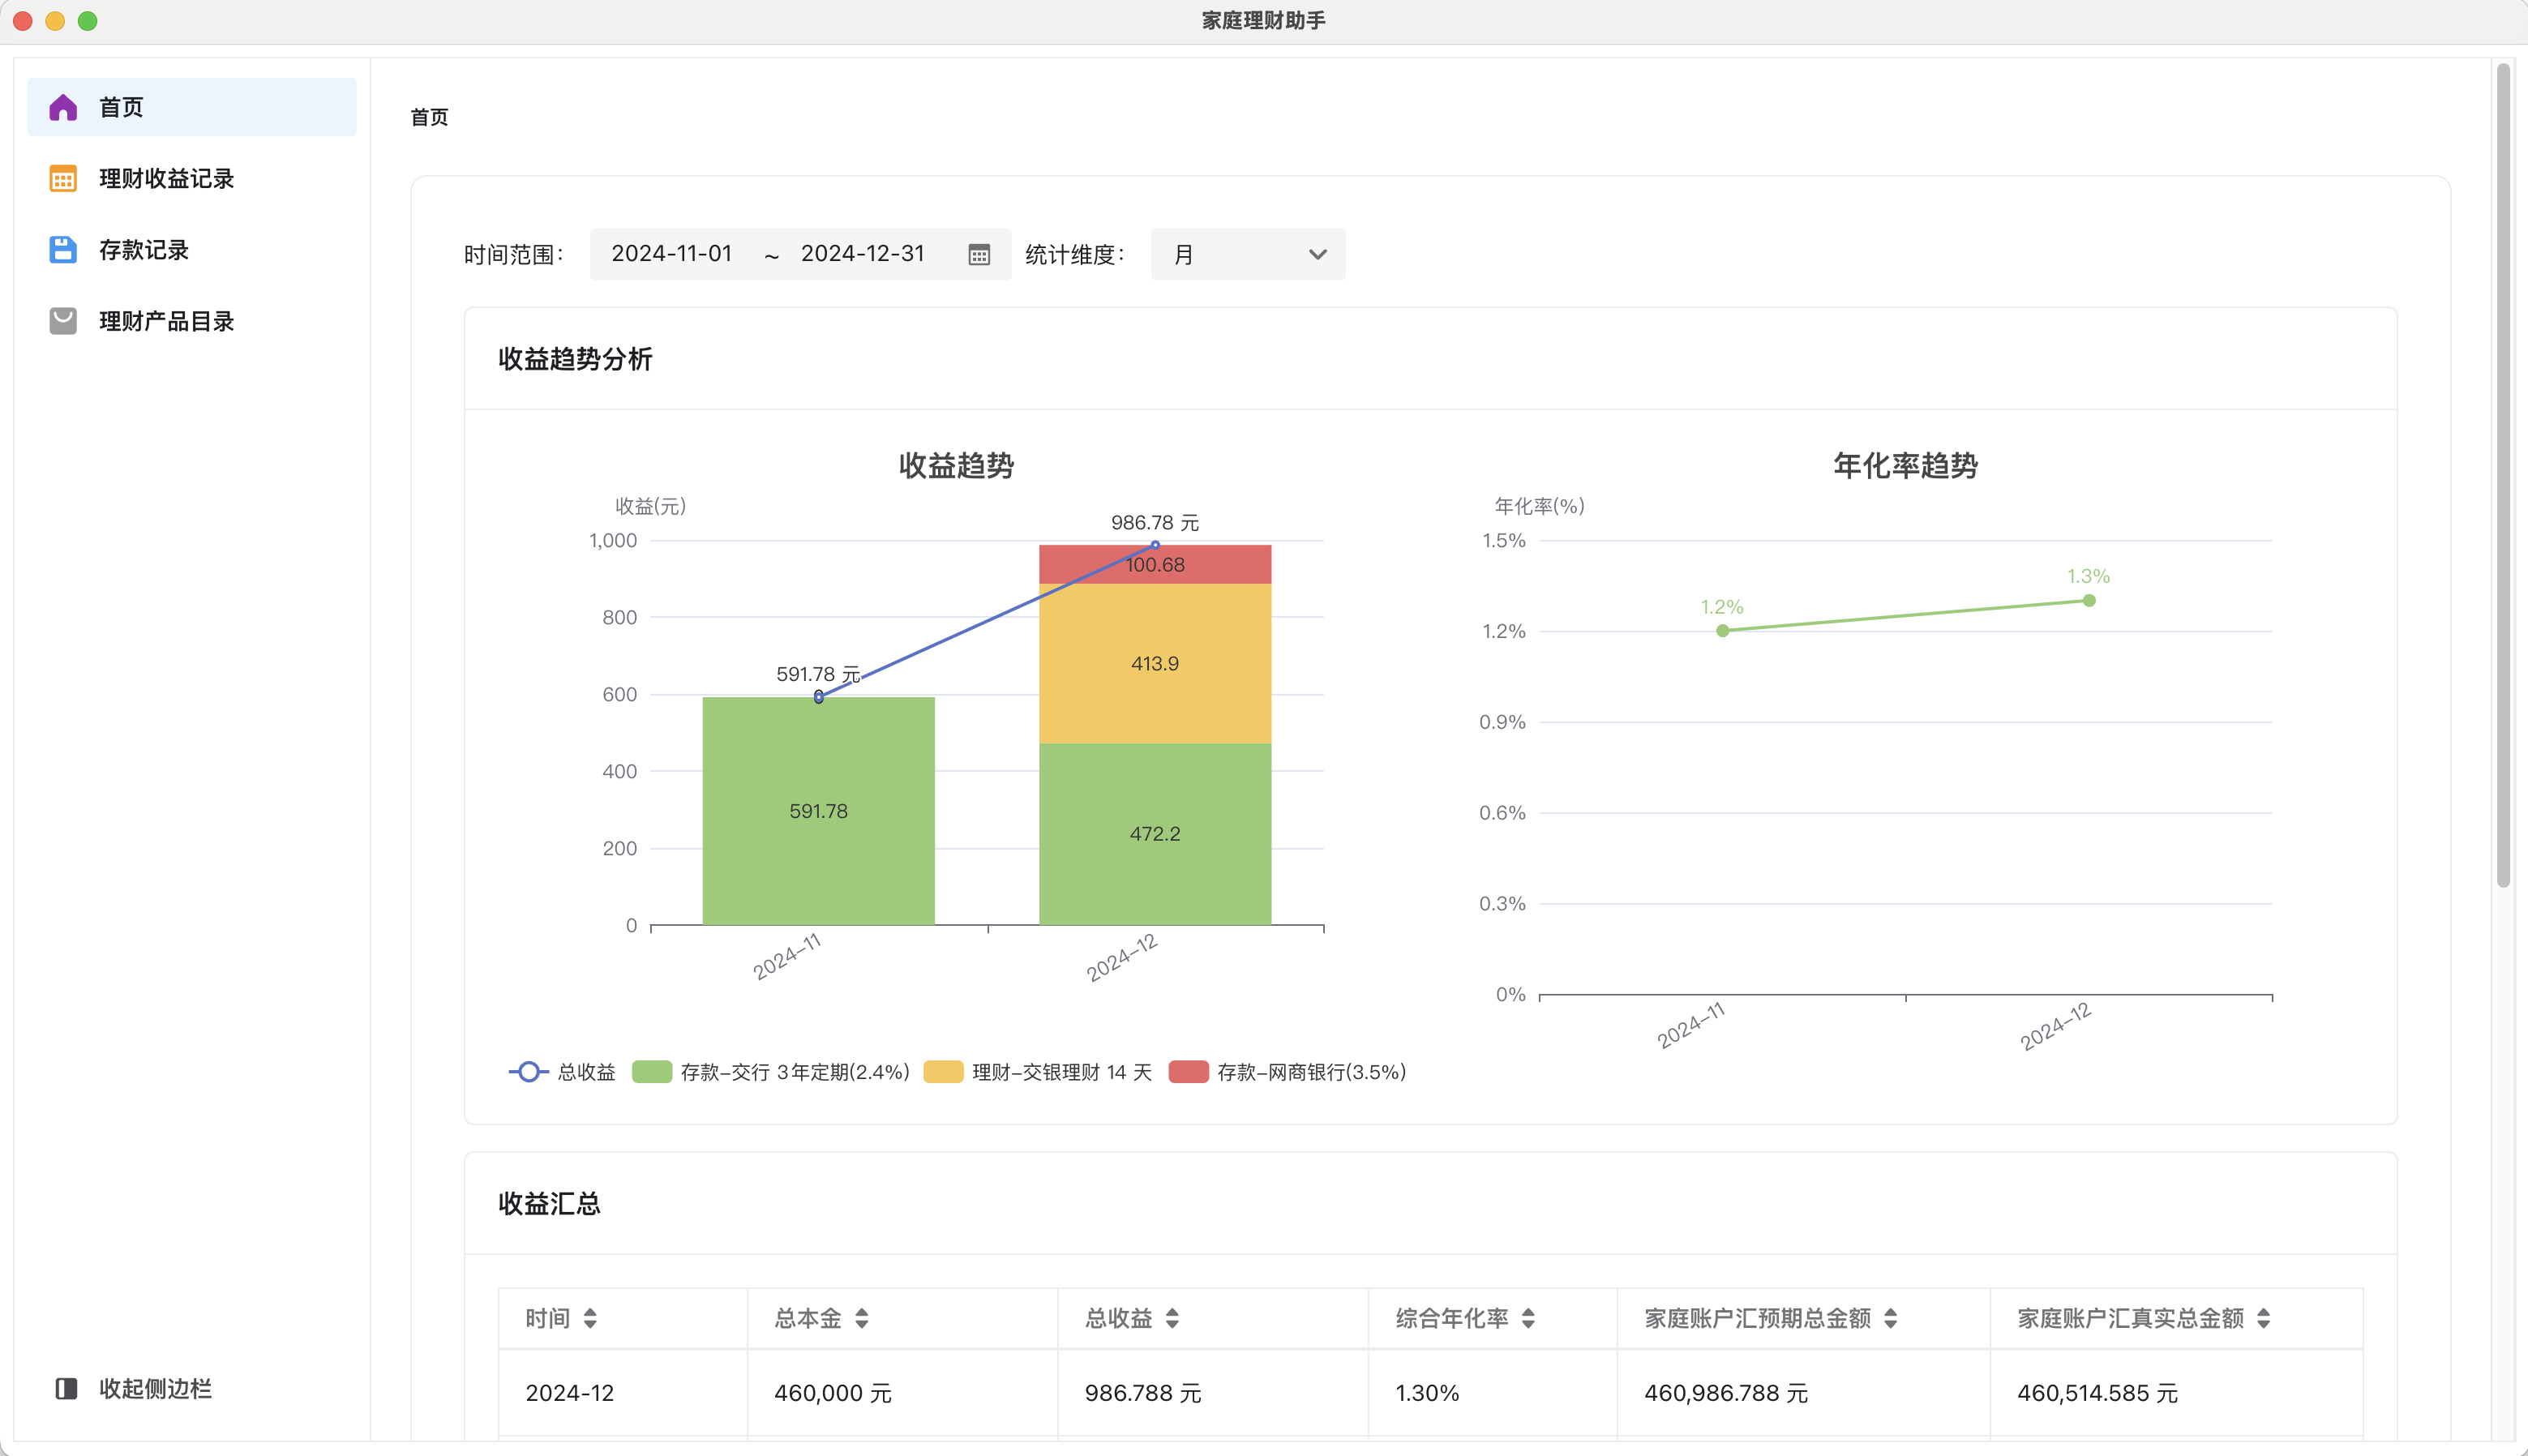 家庭理财助手
首页
理财收益记录
存款记录
理财产品目录
收起侧边栏
首页
时间范围： 2024-11-01 ~ 2024-12-31 统计维度： 月
收益趋势分析
收益趋势
收益(元)
1,000
800
600
400
200
0
986.78 元
100.68
413.9
472.2
591.78 元
0
591.78
2024-11
2024-12
总收益 存款-交行 3年定期(2.4%) 理财-交银理财 14 天 存款-网商银行(3.5%)
年化率趋势
年化率(%)
1.5%
1.2%
0.9%
0.6%
0.3%
0%
1.2%
1.3%
2024-11
2024-12
收益汇总
时间 总本金 总收益 综合年化率 家庭账户汇预期总金额 家庭账户汇真实总金额
2024-12 460,000 元 986.788 元 1.30% 460,986.788 元 460,514.585 元